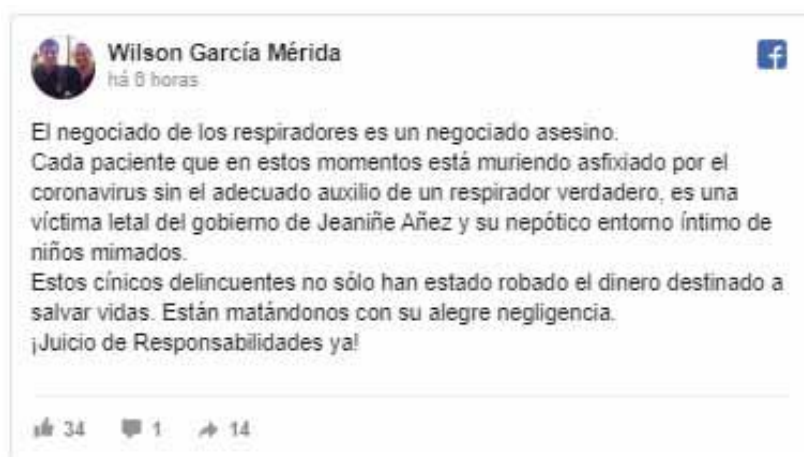 Wilson García Mérida
há 6 horas
El negociado de los respiradores es un negociado asesino.
Cada paciente que en estos momentos está muriendo asfixiado por el
coronavirus sin el adecuado auxilio de un respirador verdadero, es una
víctima letal del gobierno de Jeaniñe Añez y su nepótico entorno íntimo de
niños mimados.
Estos cínicos delincuentes no sólo han estado robado el dinero destinado a
salvar vidas. Están matándonos con su alegre negligencia.
¡Juicio de Responsabilidades ya!
34 1 14